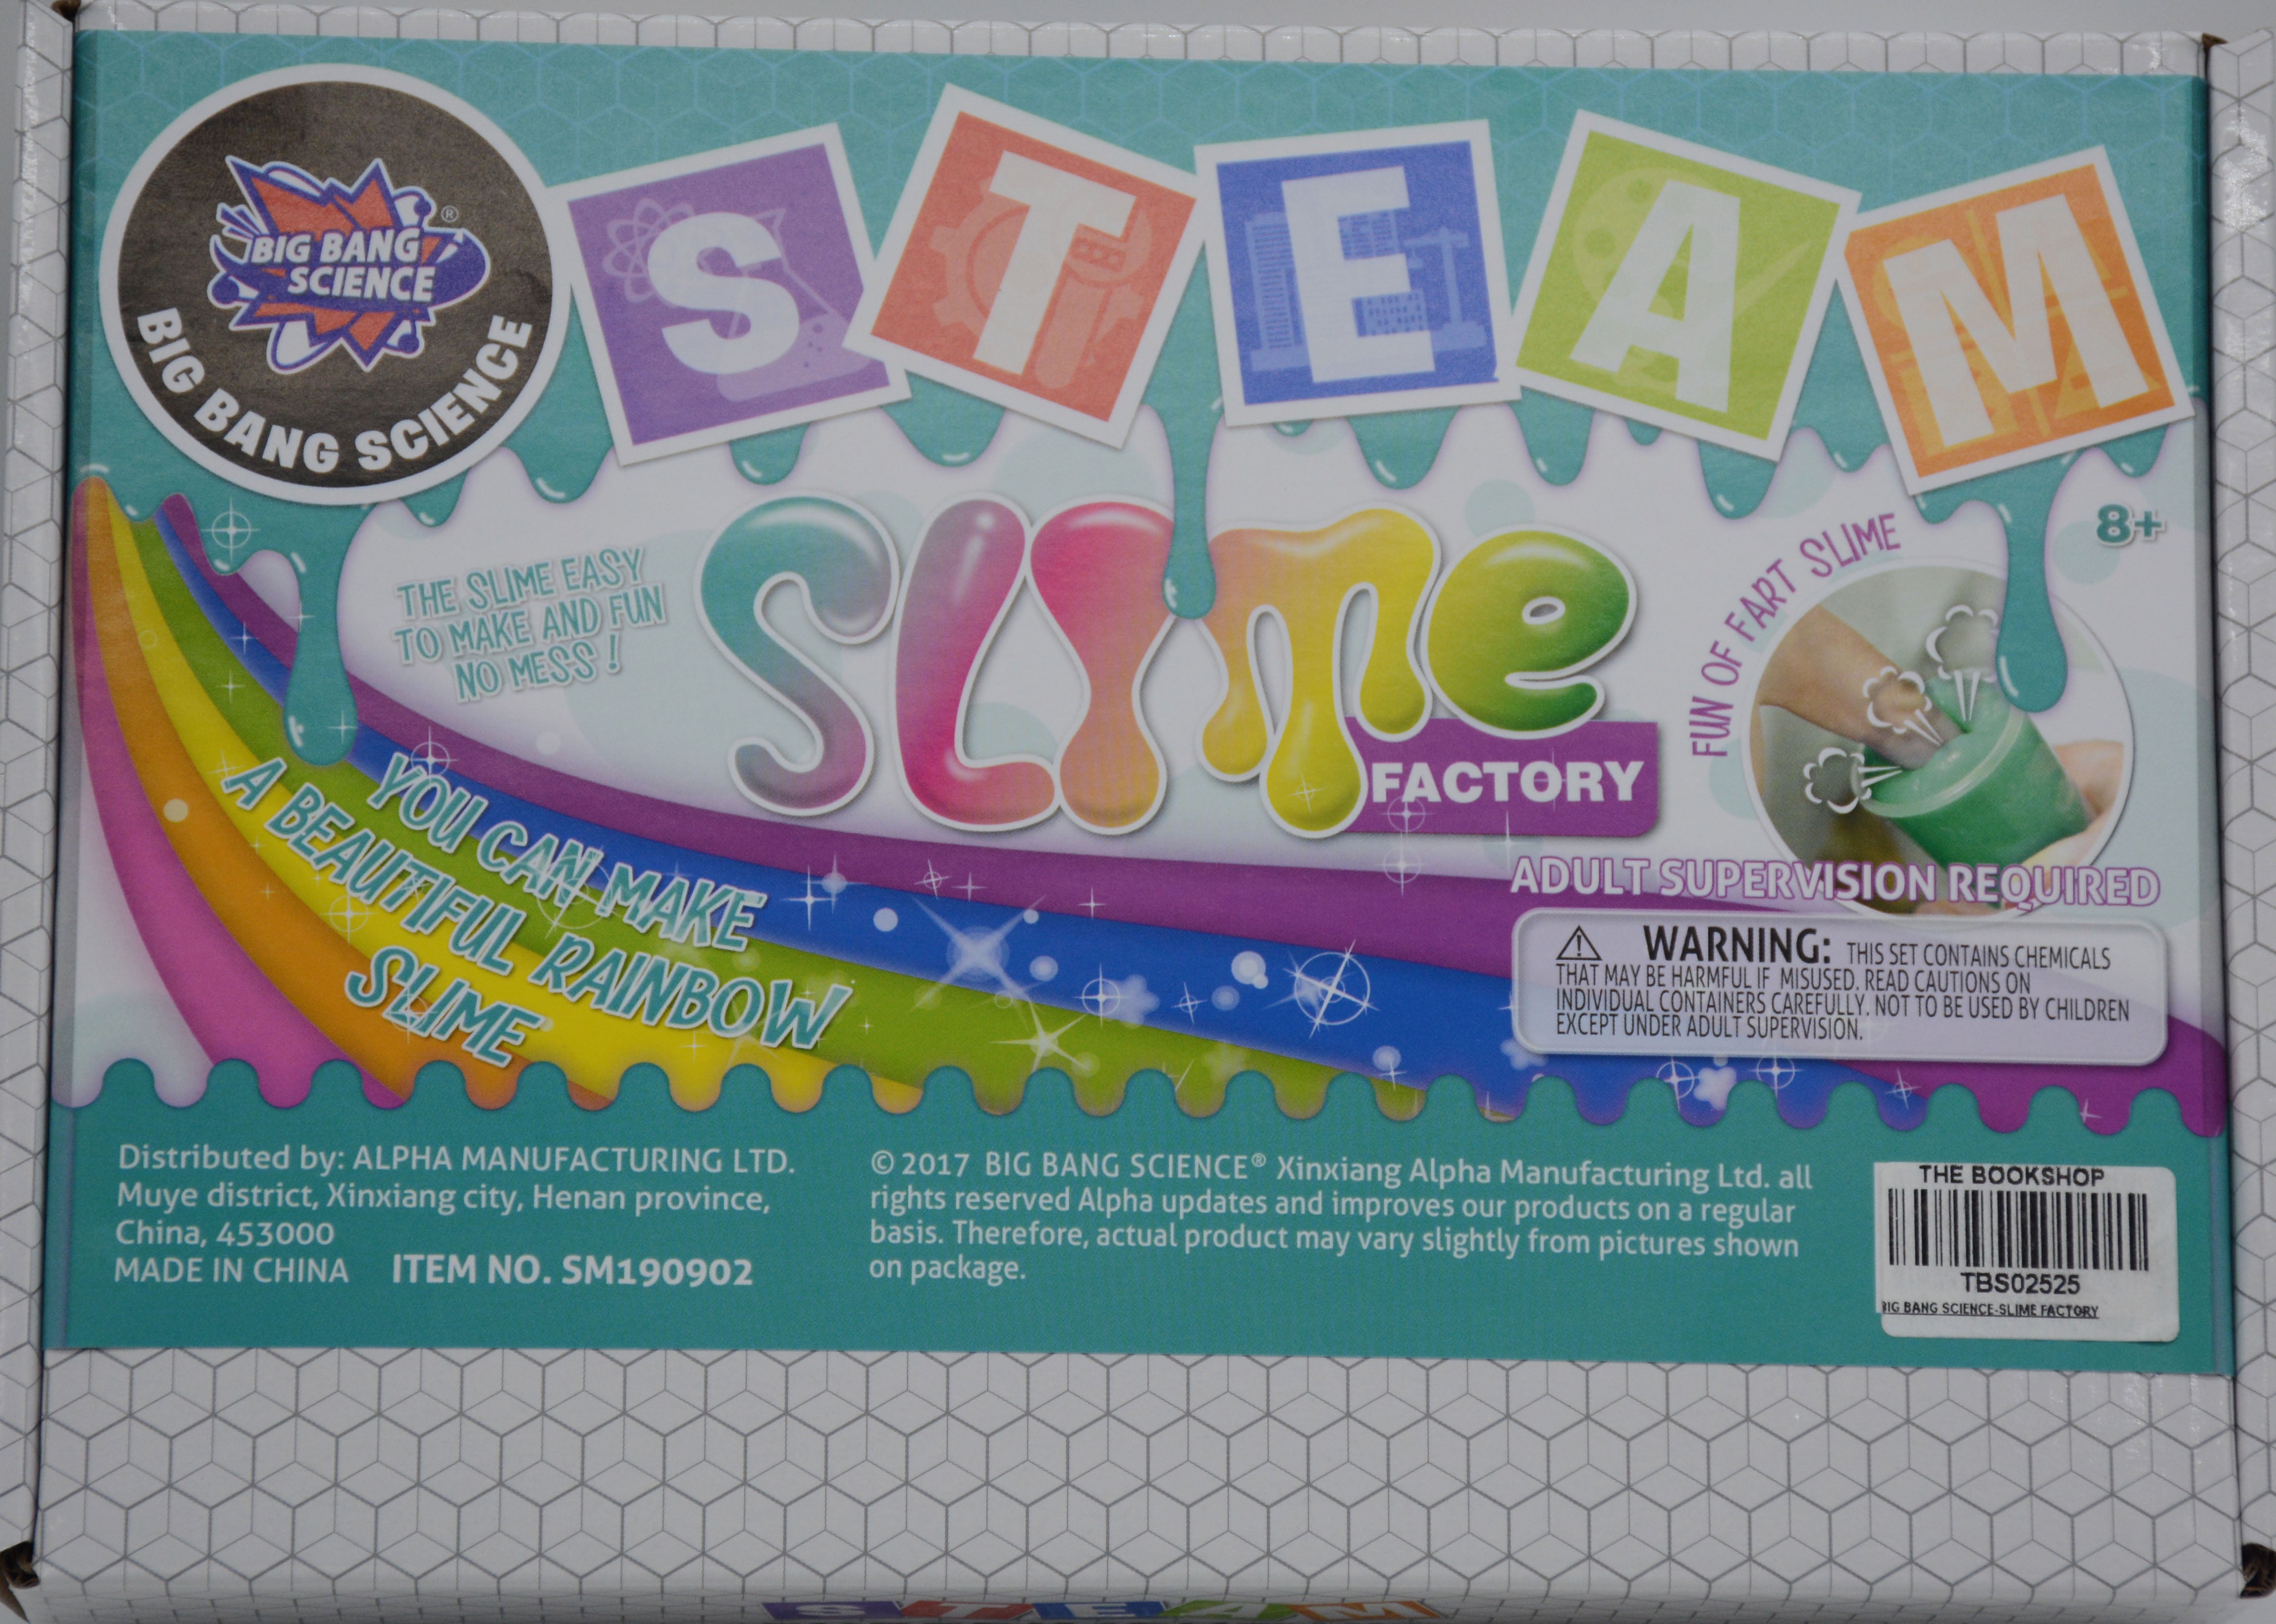 BIG BANG
SCIENCE
®
BIG BANG SCIENCE
STEAM
THE SLIME EASY
TO MAKE AND FUN
NO MESS !
SLIME
FACTORY
8+
FUN OF FART SLIME
YOU CAN MAKE
A BEAUTIFUL RAINBOW
SLIME
ADULT SUPERVISION REQUIRED
WARNING: THIS SET CONTAINS CHEMICALS
THAT MAY BE HARMFUL IF MISUSED. READ CAUTIONS ON
INDIVIDUAL CONTAINERS CAREFULLY. NOT TO BE USED BY CHILDREN
EXCEPT UNDER ADULT SUPERVISION.
Distributed by: ALPHA MANUFACTURING LTD.
Muye district, Xinxiang city, Henan province,
China, 453000
MADE IN CHINA ITEM NO. SM190902
© 2017 BIG BANG SCIENCE® Xinxiang Alpha Manufacturing Ltd. all
rights reserved Alpha updates and improves our products on a regular
basis. Therefore, actual product may vary slightly from pictures shown
on package.
THE BOOKSHOP
TBS02525
BIG BANG SCIENCE-SLIME FACTORY
STEAM